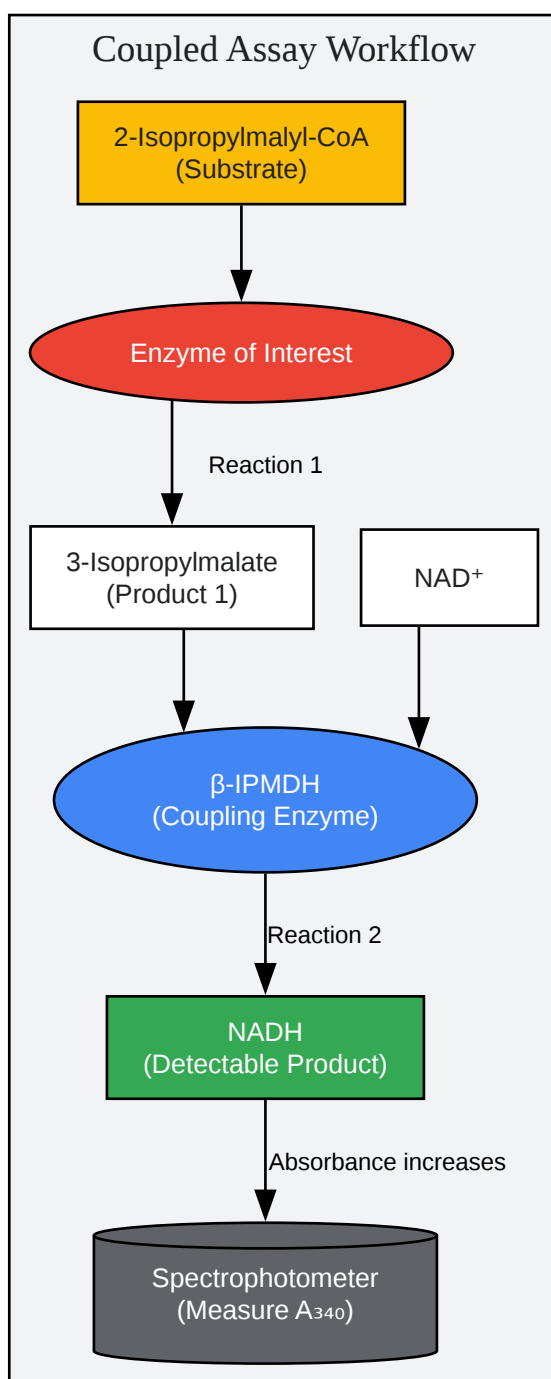 Coupled Assay Workflow
2-Isopropylmalyl-CoA
(Substrate)
Enzyme of Interest
Reaction 1
3-Isopropylmalate
(Product 1)
NAD⁺
β-IPMDH
(Coupling Enzyme)
Reaction 2
NADH
(Detectable Product)
Absorbance increases
Spectrophotometer
(Measure A₃₄₀)